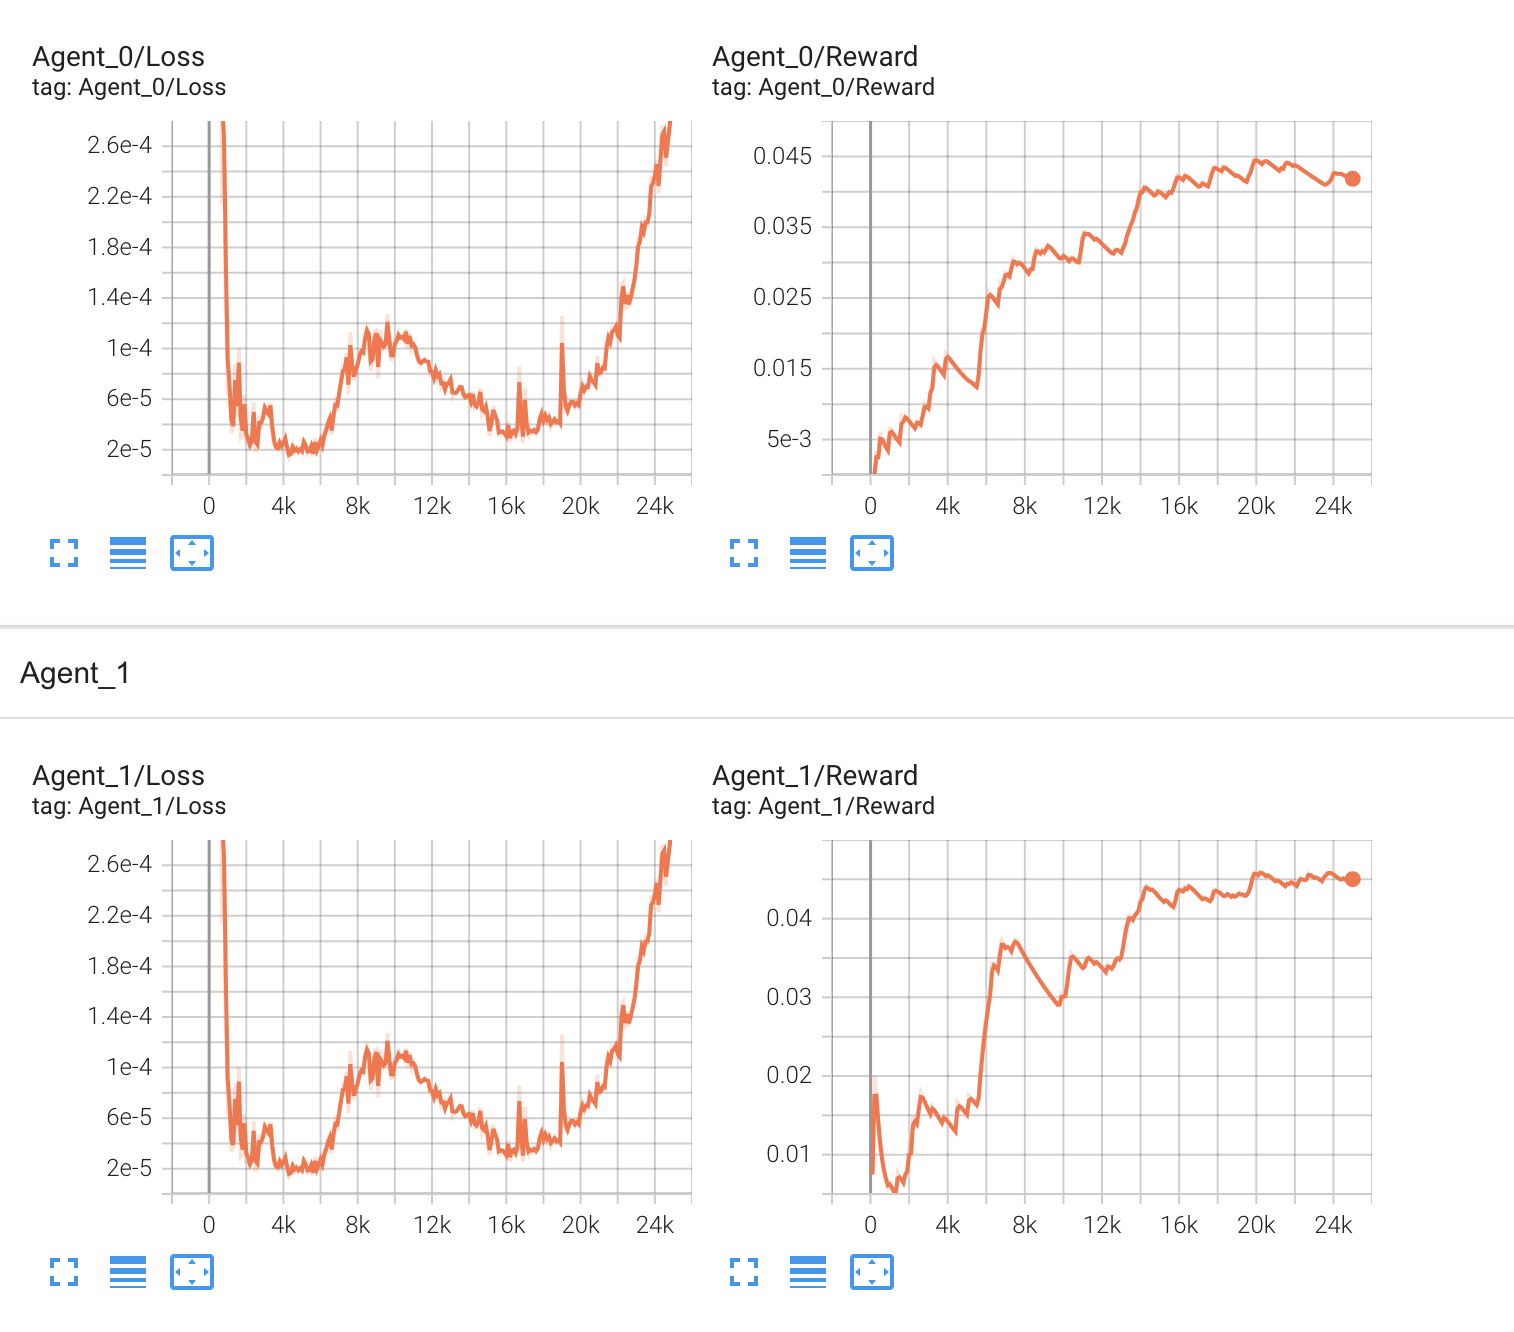 Agent_0/Loss
tag: Agent_0/Loss
2.6e-4
2.2e-4
1.8e-4
1.4e-4
1e-4
6e-5
2e-5
0 4k 8k 12k 16k 20k 24k
Agent_0/Reward
tag: Agent_0/Reward
0.045
0.035
0.025
0.015
5e-3
0 4k 8k 12k 16k 20k 24k
Agent_1
Agent_1/Loss
tag: Agent_1/Loss
2.6e-4
2.2e-4
1.8e-4
1.4e-4
1e-4
6e-5
2e-5
0 4k 8k 12k 16k 20k 24k
Agent_1/Reward
tag: Agent_1/Reward
0.04
0.03
0.02
0.01
0 4k 8k 12k 16k 20k 24k